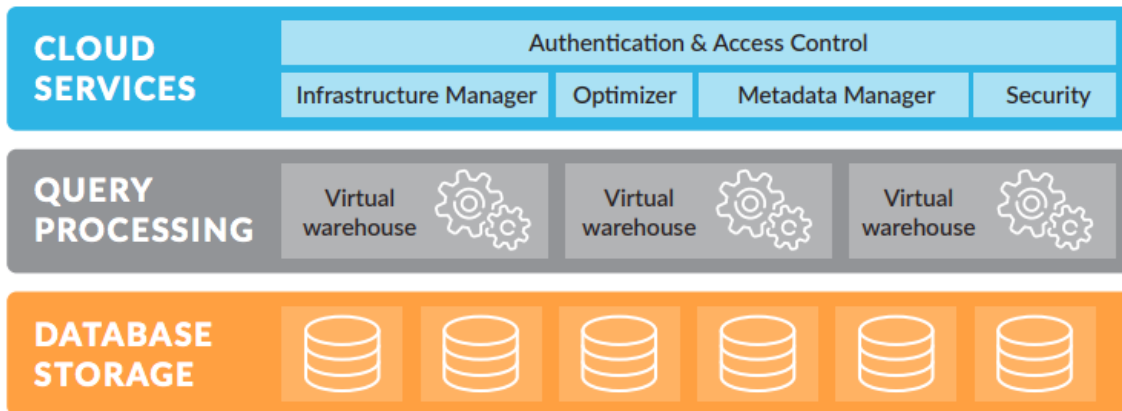 CLOUD
SERVICES
Authentication & Access Control
Infrastructure Manager
Optimizer
Metadata Manager
Security
QUERY
PROCESSING
Virtual
warehouse
Virtual
warehouse
Virtual
warehouse
DATABASE
STORAGE